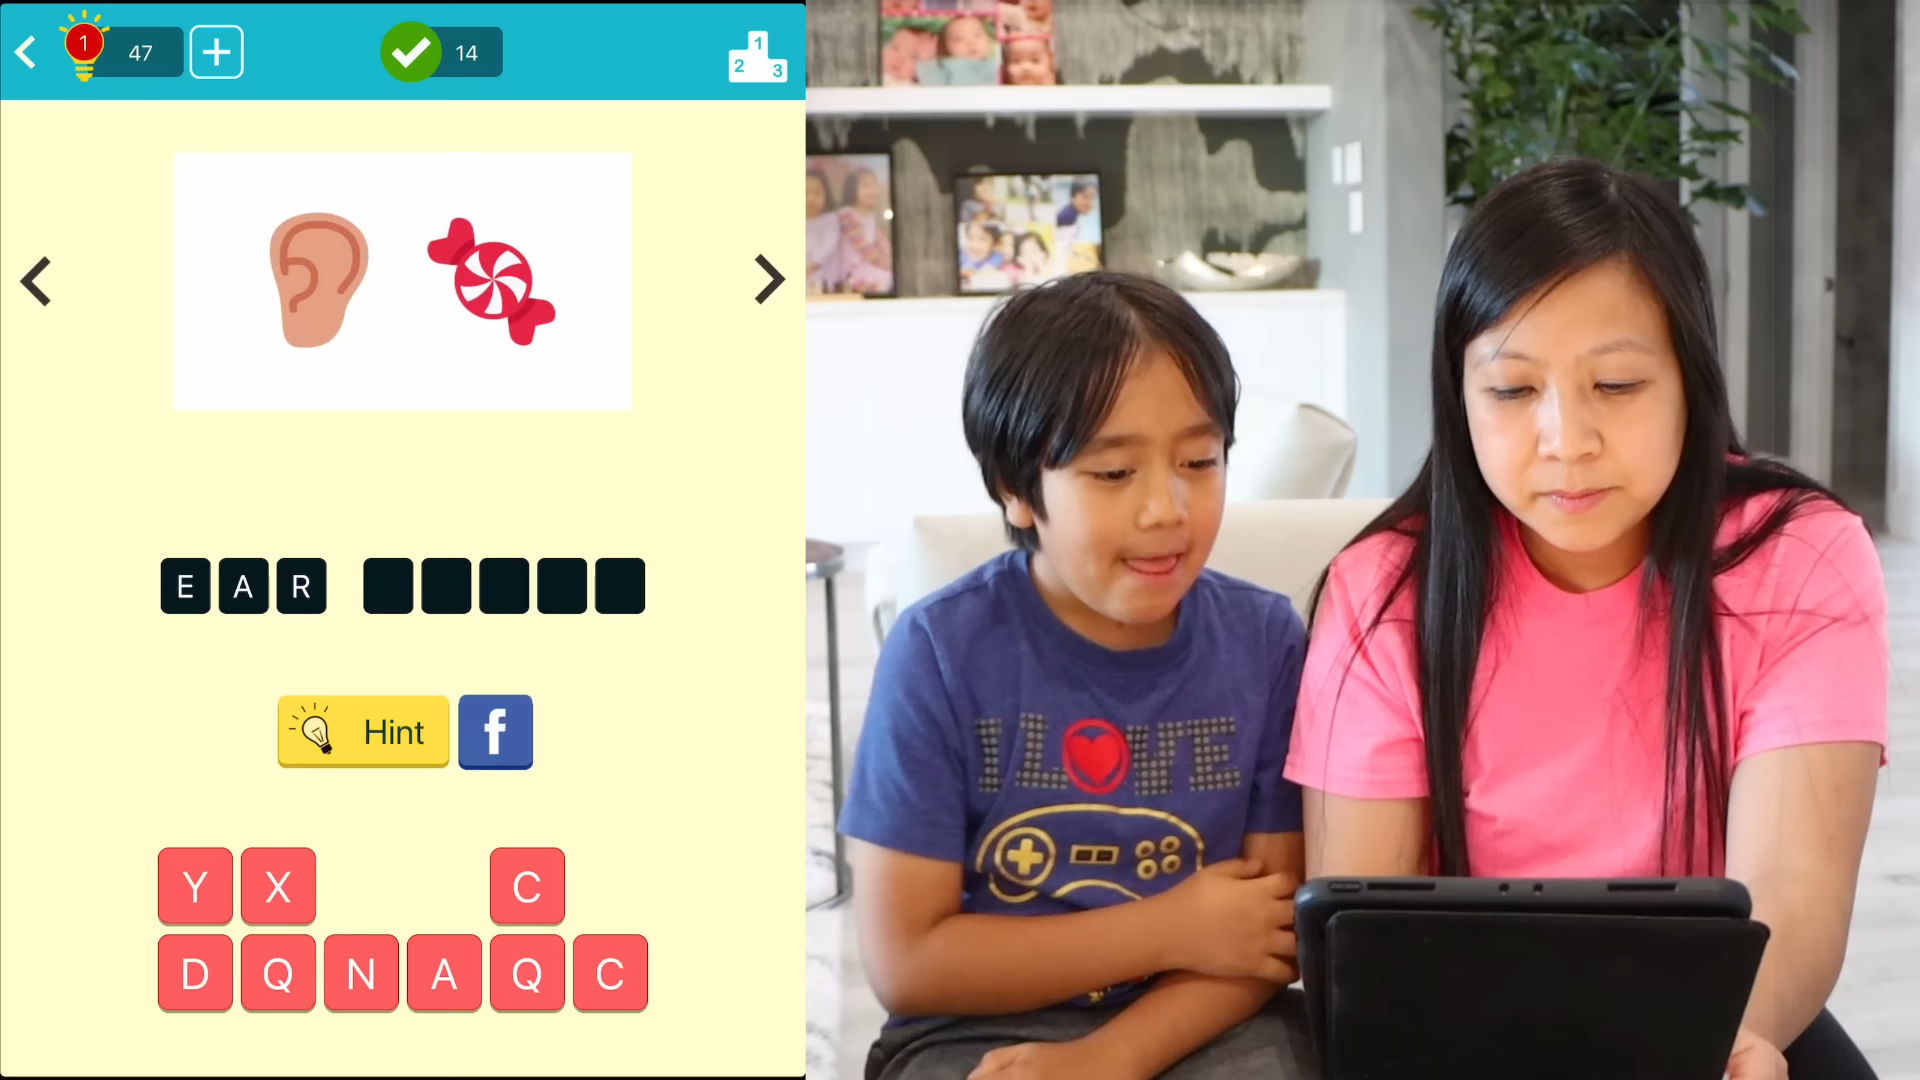 1 47 + 14 1 2 3
E A R
Hint f
I LOVE
Y X C
D Q N A Q C